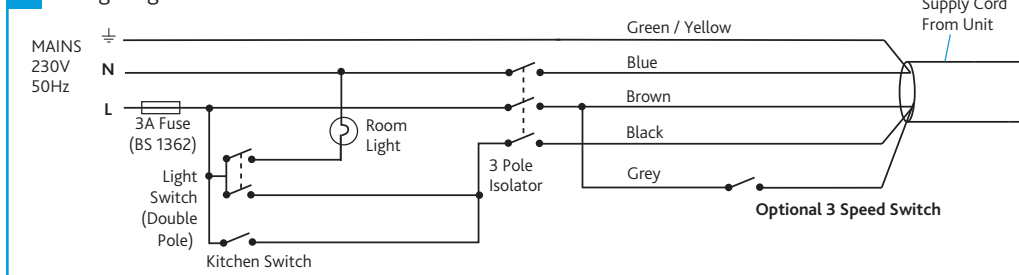 Supply Cord
From Unit
Green / Yellow
MAINS
230V
50Hz
N
Blue
L
Brown
3A Fuse
(BS 1362)
Room
Light
Black
3 Pole
Isolator
Light
Switch
(Double
Pole)
Grey
Optional 3 Speed Switch
Kitchen Switch